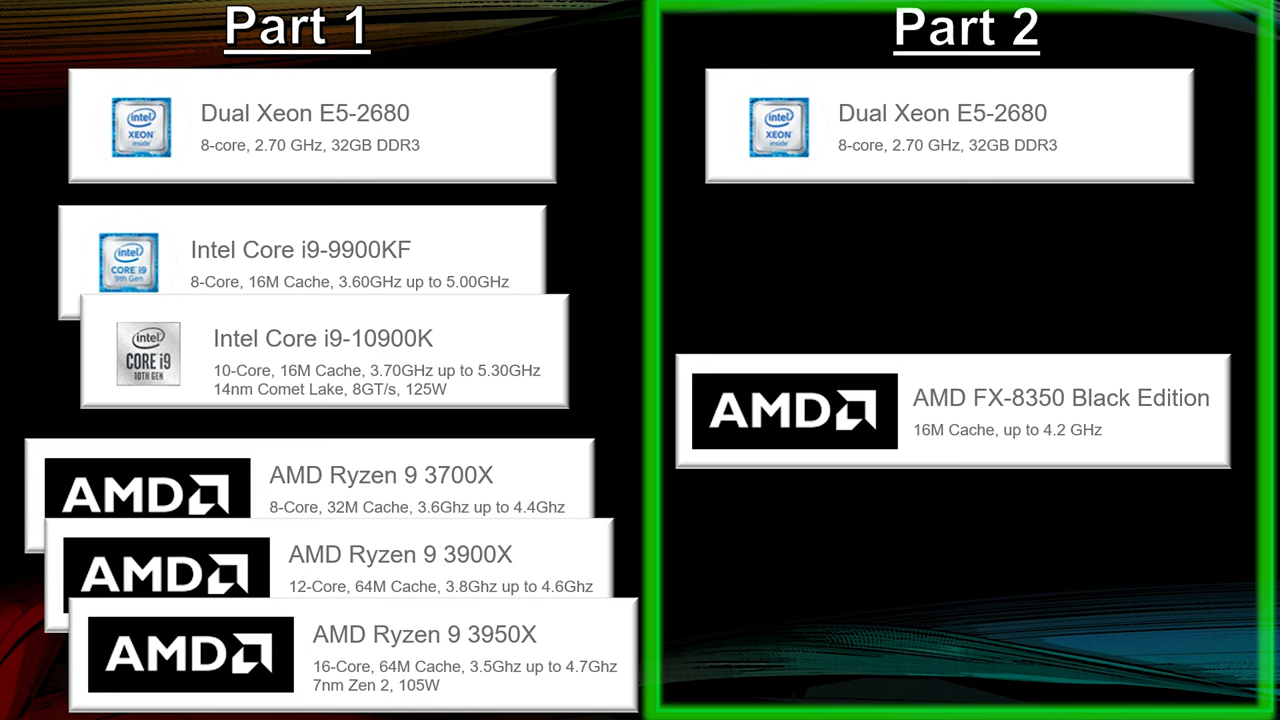 Part 1
intel
XEON
inside
Dual Xeon E5-2680
8-core, 2.70 GHz, 32GB DDR3
intel
CORE i9
9th Gen
Intel Core i9-9900KF
8-Core, 16M Cache, 3.60GHz up to 5.00GHz
intel
CORE i9
10TH GEN
Intel Core i9-10900K
10-Core, 16M Cache, 3.70GHz up to 5.30GHz
14nm Comet Lake, 8GT/s, 125W
AMD
AMD Ryzen 9 3700X
8-Core, 32M Cache, 3.6Ghz up to 4.4Ghz
AMD
AMD Ryzen 9 3900X
12-Core, 64M Cache, 3.8Ghz up to 4.6Ghz
AMD
AMD Ryzen 9 3950X
16-Core, 64M Cache, 3.5Ghz up to 4.7Ghz
7nm Zen 2, 105W
Part 2
intel
XEON
inside
Dual Xeon E5-2680
8-core, 2.70 GHz, 32GB DDR3
AMD
AMD FX-8350 Black Edition
16M Cache, up to 4.2 GHz